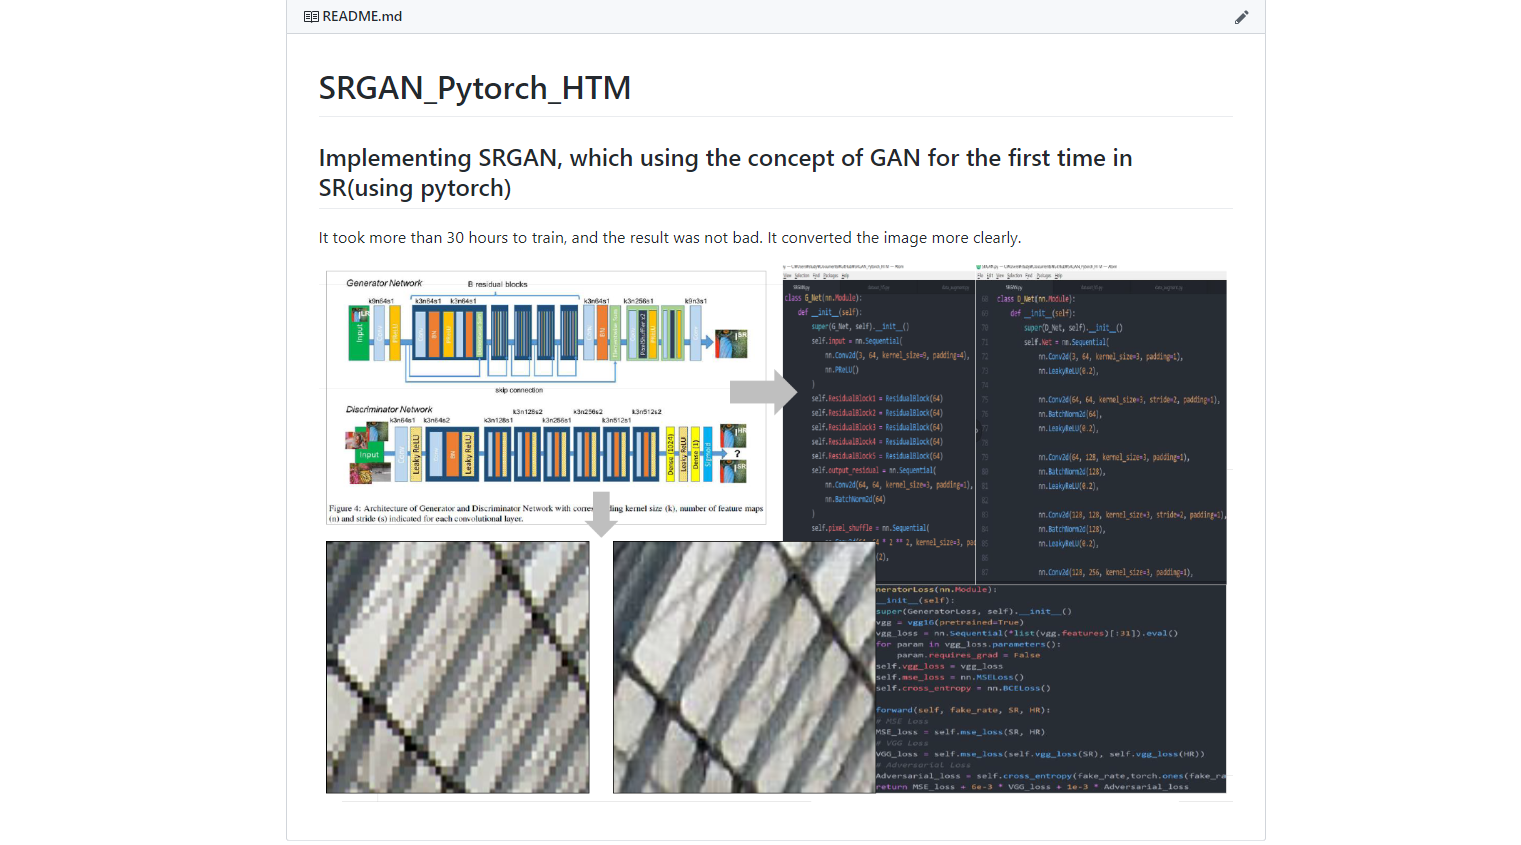 README.md
SRGAN_Pytorch_HTM
Implementing SRGAN, which using the concept of GAN for the first time in
SR(using pytorch)
It took more than 30 hours to train, and the result was not bad. It converted the image more clearly.
Generator Network
B residual blocks
k9n64s1 k3n64s1 k3n64s1 k3n64s1 k3n256s1 k9n3s1
Input
skip connection
Discriminator Network
k3n128s2 k3n256s2 k3n512s2
k3n64s1 k3n64s2 k3n128s1 k3n256s1 k3n512s1
Input
Leaky ReLU
Leaky ReLU
Dense (1024)
Leaky ReLU
Dense (1)
?
Figure 4: Architecture of Generator and Discriminator Network with corres ding kernel size (k), number of feature maps
(n) and stride (s) indicated for each convolutional layer.
class G_Net(nn.Module):
def __init__(self):
super(G_Net, self).__init__()
self.input = nn.Sequential(
nn.Conv2d(3, 64, kernel_size=9, padding=4),
nn.PReLU()
)
self.ResidualBlock1 = ResidualBlock(64)
self.ResidualBlock2 = ResidualBlock(64)
self.ResidualBlock3 = ResidualBlock(64)
self.ResidualBlock4 = ResidualBlock(64)
self.ResidualBlock5 = ResidualBlock(64)
self.output_residual = nn.Sequential(
nn.Conv2d(64, 64, kernel_size=3, padding=1),
nn.BatchNorm2d(64)
)
self.pixel_shuffle = nn.Sequential(
* 2 ** 2, kernel_size=3, pad
(2),
class D_Net(nn.Module):
def __init__(self):
super(D_Net, self).__init__()
self.Net = nn.Sequential(
nn.Conv2d(3, 64, kernel_size=3, padding=1),
nn.LeakyReLU(0.2),
nn.Conv2d(64, 64, kernel_size=3, stride=2, padding=1),
nn.BatchNorm2d(64),
nn.LeakyReLU(0.2),
nn.Conv2d(64, 128, kernel_size=3, padding=1),
nn.BatchNorm2d(128),
nn.LeakyReLU(0.2),
nn.Conv2d(128, 128, kernel_size=3, stride=2, padding=1),
nn.BatchNorm2d(128),
nn.LeakyReLU(0.2),
nn.Conv2d(128, 256, kernel_size=3, padding=1),
neratorLoss(nn.Module):
__init__(self):
super(GeneratorLoss, self).__init__()
vgg = vgg16(pretrained=True)
vgg_loss = nn.Sequential(*list(vgg.features)[:31]).eval()
for param in vgg_loss.parameters():
param.requires_grad = False
self.vgg_loss = vgg_loss
self.mse_loss = nn.MSELoss()
self.cross_entropy = nn.BCELoss()
forward(self, fake_rate, SR, HR):
# MSE Loss
MSE_loss = self.mse_loss(SR, HR)
# VGG Loss
VGG_loss = self.mse_loss(self.vgg_loss(SR), self.vgg_loss(HR))
# Adversarial Loss
Adversarial_loss = self.cross_entropy(fake_rate,torch.ones(fake_ra
return MSE_loss + 6e-3 * VGG_loss + 1e-3 * Adversarial_loss